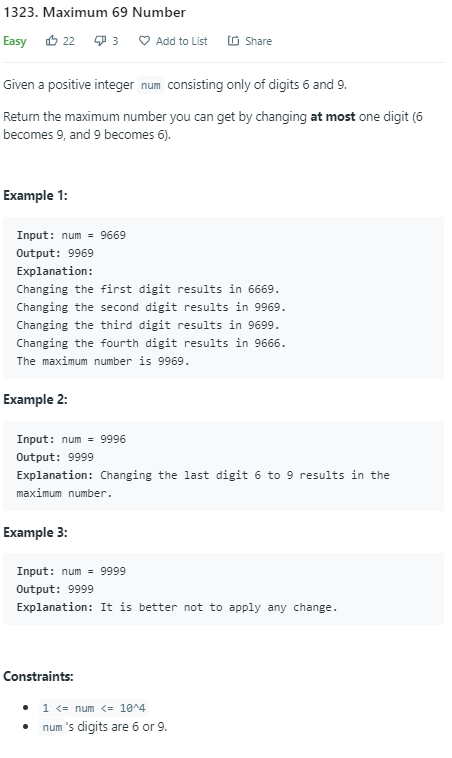 1323. Maximum 69 Number
Easy 22 3 Add to List Share
Given a positive integer num consisting only of digits 6 and 9.
Return the maximum number you can get by changing at most one digit (6
becomes 9, and 9 becomes 6).
Example 1:
Input: num = 9669
Output: 9969
Explanation:
Changing the first digit results in 6669.
Changing the second digit results in 9969.
Changing the third digit results in 9699.
Changing the fourth digit results in 9666.
The maximum number is 9969.
Example 2:
Input: num = 9996
Output: 9999
Explanation: Changing the last digit 6 to 9 results in the
maximum number.
Example 3:
Input: num = 9999
Output: 9999
Explanation: It is better not to apply any change.
Constraints:
• 1 <= num <= 10^4
• num 's digits are 6 or 9.